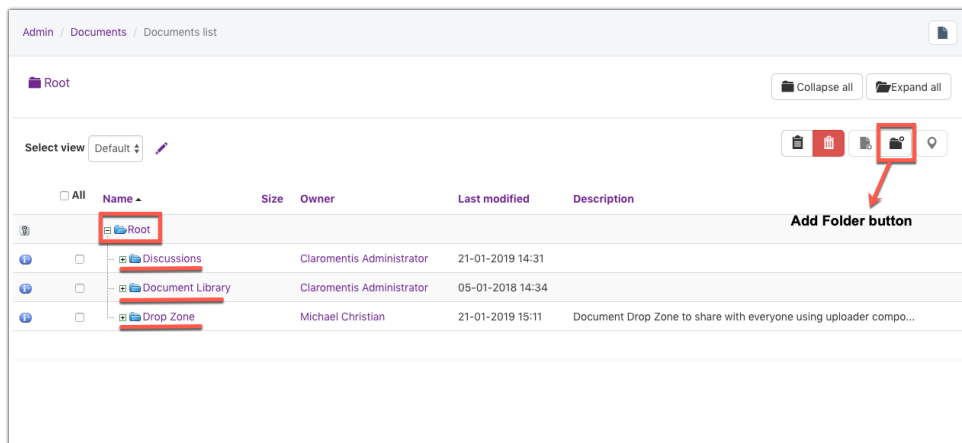 Admin / Documents / Documents list
Root
Collapse all Expand all
Select view Default
All Name Size Owner Last modified Description
Add Folder button
Root
Discussions Claromentis Administrator 21-01-2019 14:31
Document Library Claromentis Administrator 05-01-2018 14:34
Drop Zone Michael Christian 21-01-2019 15:11 Document Drop Zone to share with everyone using uploader compo...